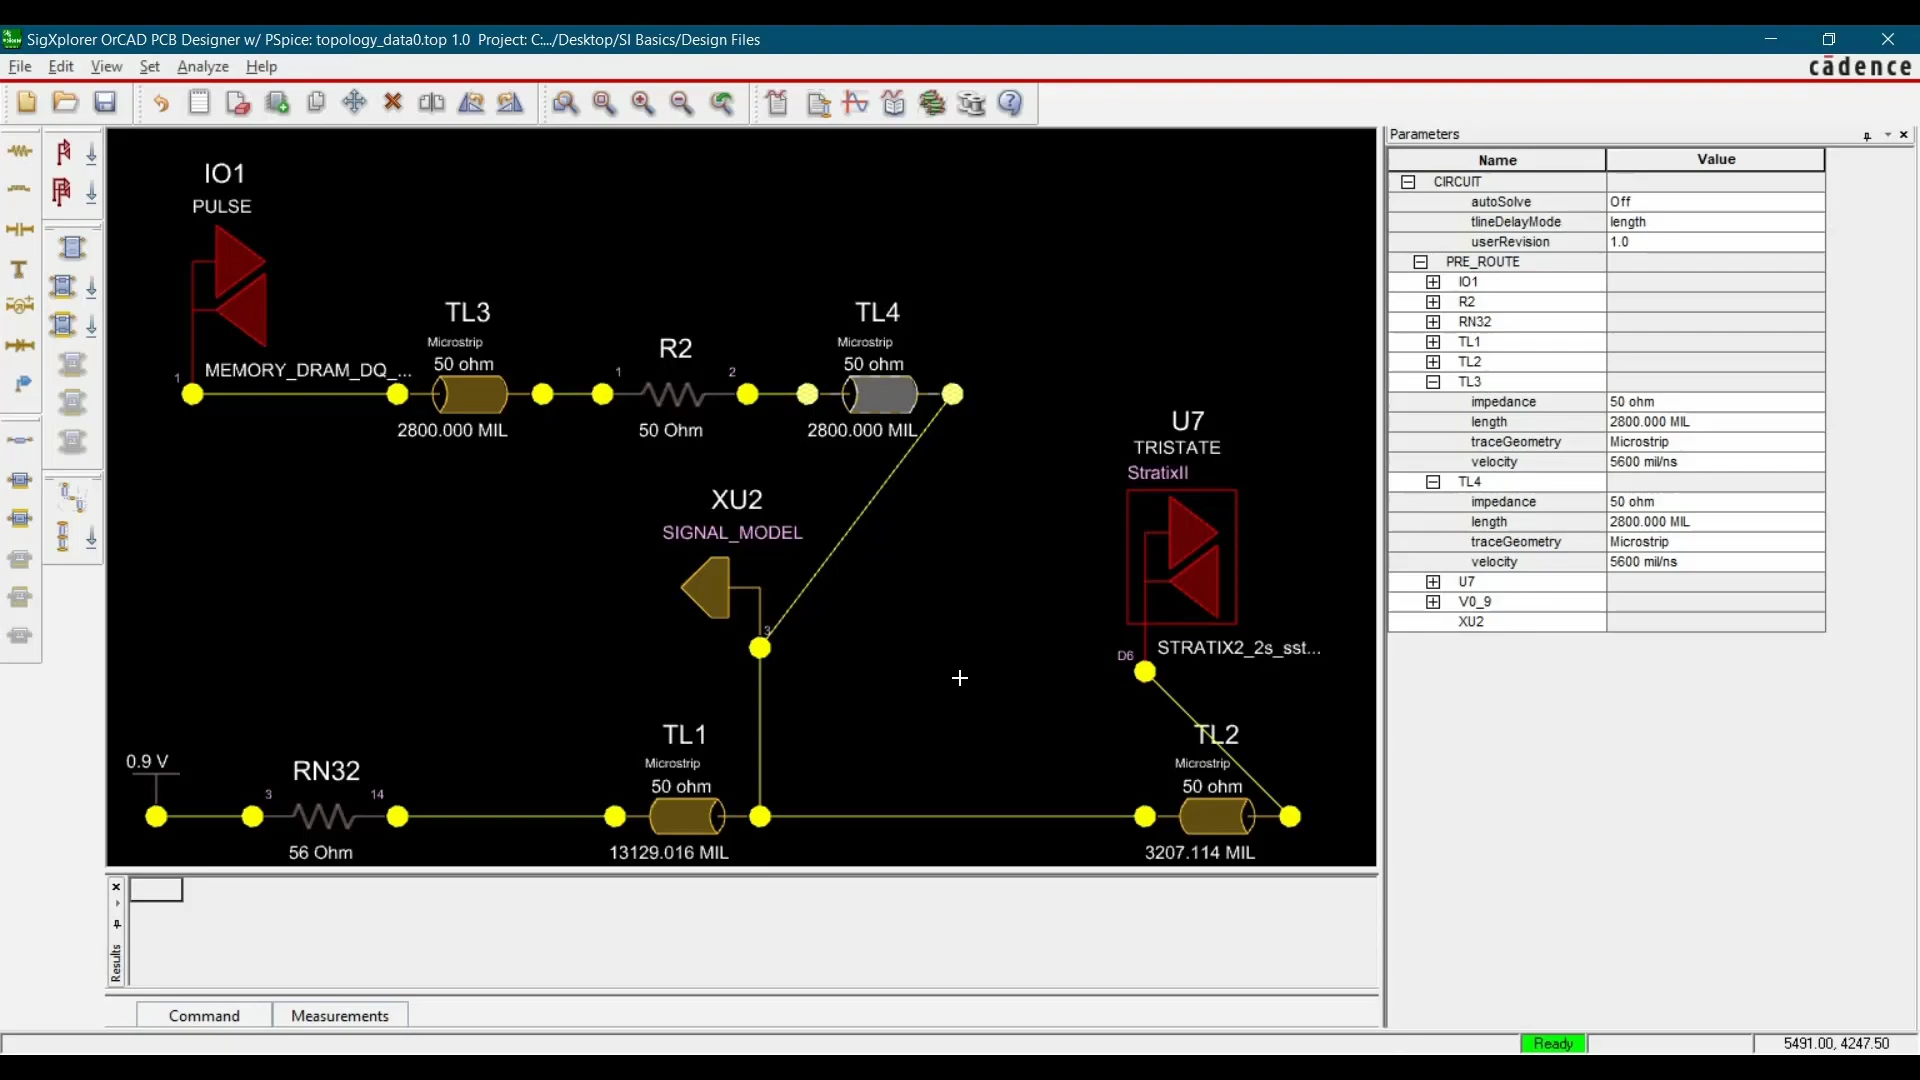 SigXplorer OrCAD PCB Designer w/ PSpice: topology_data0.top 1.0 Project: C:.../Desktop/SI Basics/Design Files
File Edit View Set Analyze Help
cādence
IO1
PULSE
MEMORY_DRAM_DQ_...
1
TL3
Microstrip
50 ohm
2800.000 MIL
R2
1 2
50 Ohm
TL4
Microstrip
50 ohm
2800.000 MIL
XU2
SIGNAL_MODEL
3
U7
TRISTATE
StratixII
D6
STRATIX2_2s_sst...
0.9 V
RN32
3 14
56 Ohm
TL1
Microstrip
50 ohm
13129.016 MIL
TL2
Microstrip
50 ohm
3207.114 MIL
Parameters
Name Value
CIRCUIT
autoSolve Off
tlineDelayMode length
userRevision 1.0
PRE_ROUTE
IO1
R2
RN32
TL1
TL2
TL3
impedance 50 ohm
length 2800.000 MIL
traceGeometry Microstrip
velocity 5600 mil/ns
TL4
impedance 50 ohm
length 2800.000 MIL
traceGeometry Microstrip
velocity 5600 mil/ns
U7
V0_9
XU2
Results
Command Measurements
Ready 5491.00, 4247.50